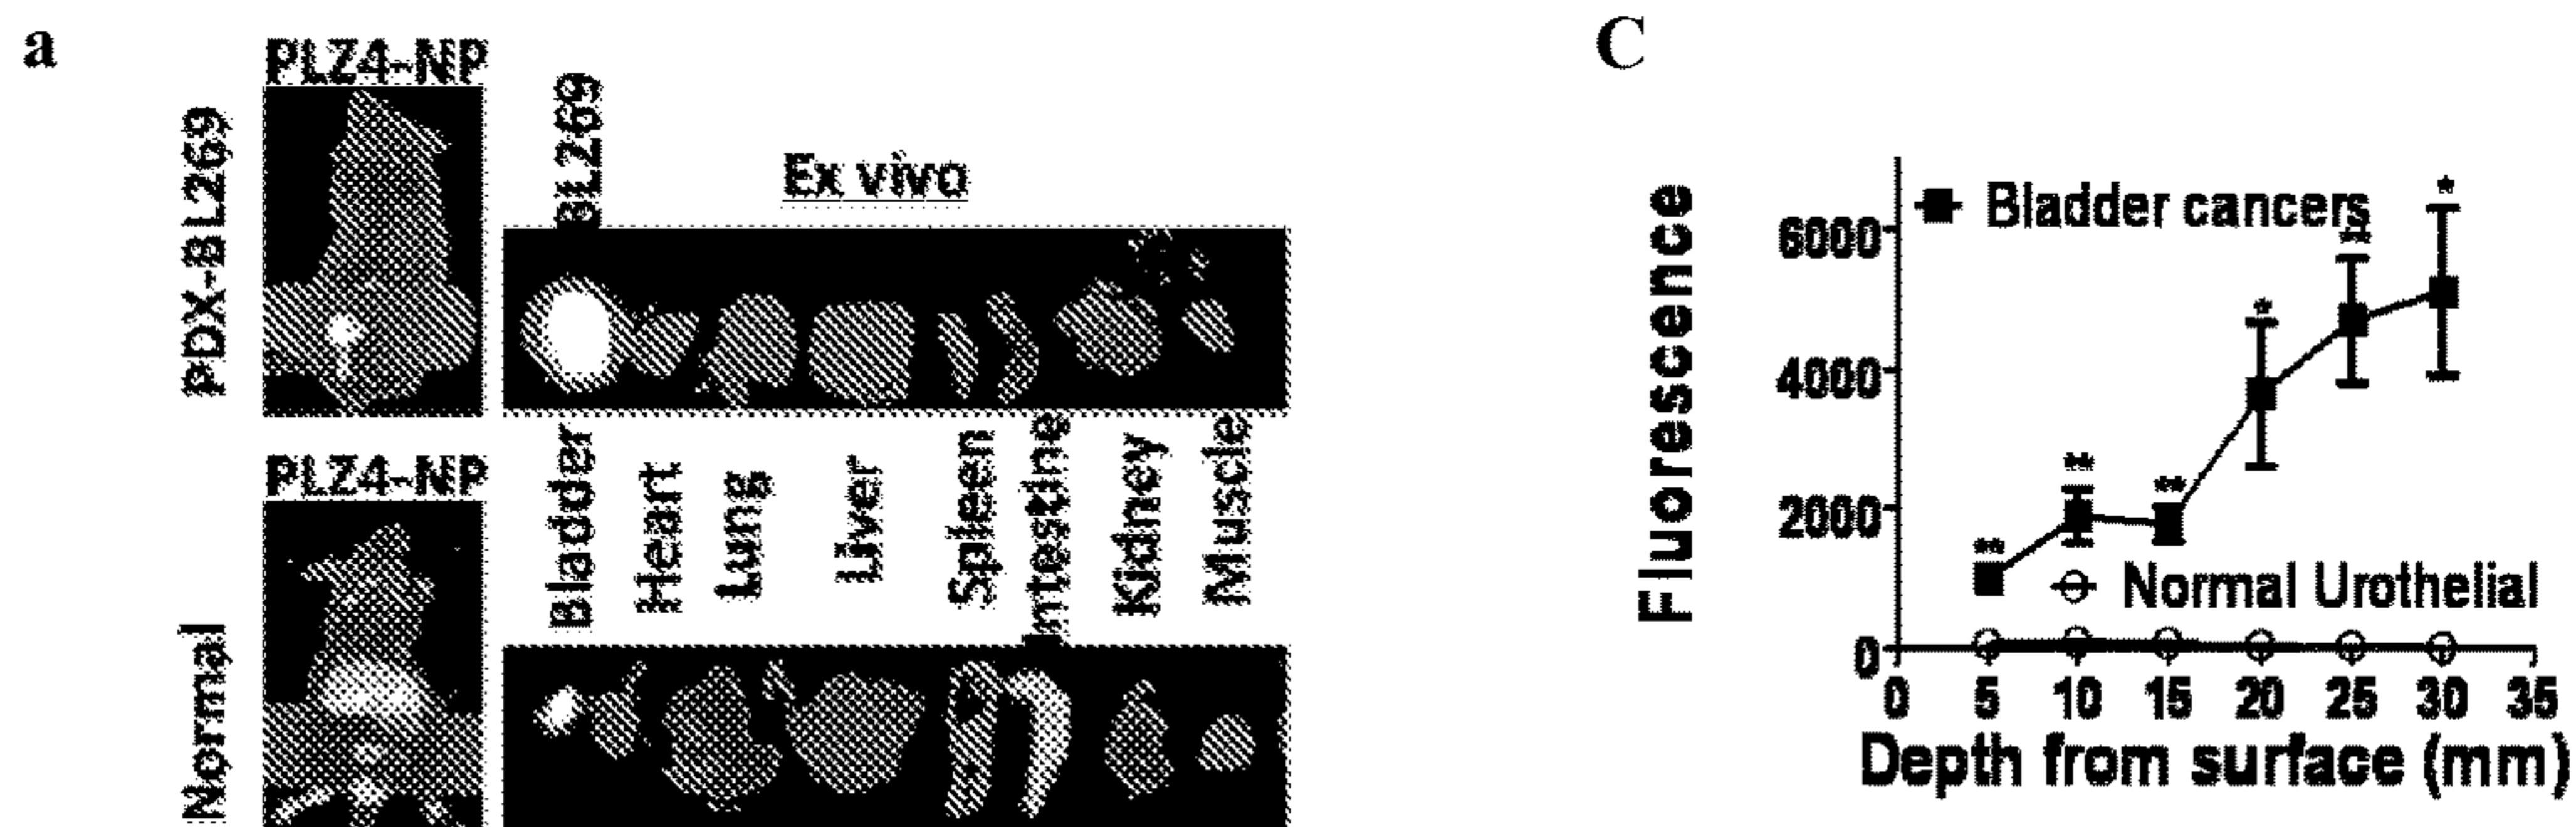 a
PLZ4-NP
PDX-BL269
BL269
Ex vivo
Bladder
Heart
Lung
Liver
Spleen
Intestine
Kidney
Muscle
PLZ4-NP
Normal
C
Fluorescence
Bladder cancers
Normal Urothelial
6000
4000
2000
0
*
*
**
**
0 5 10 15 20 25 30 35
Depth from surface (mm)